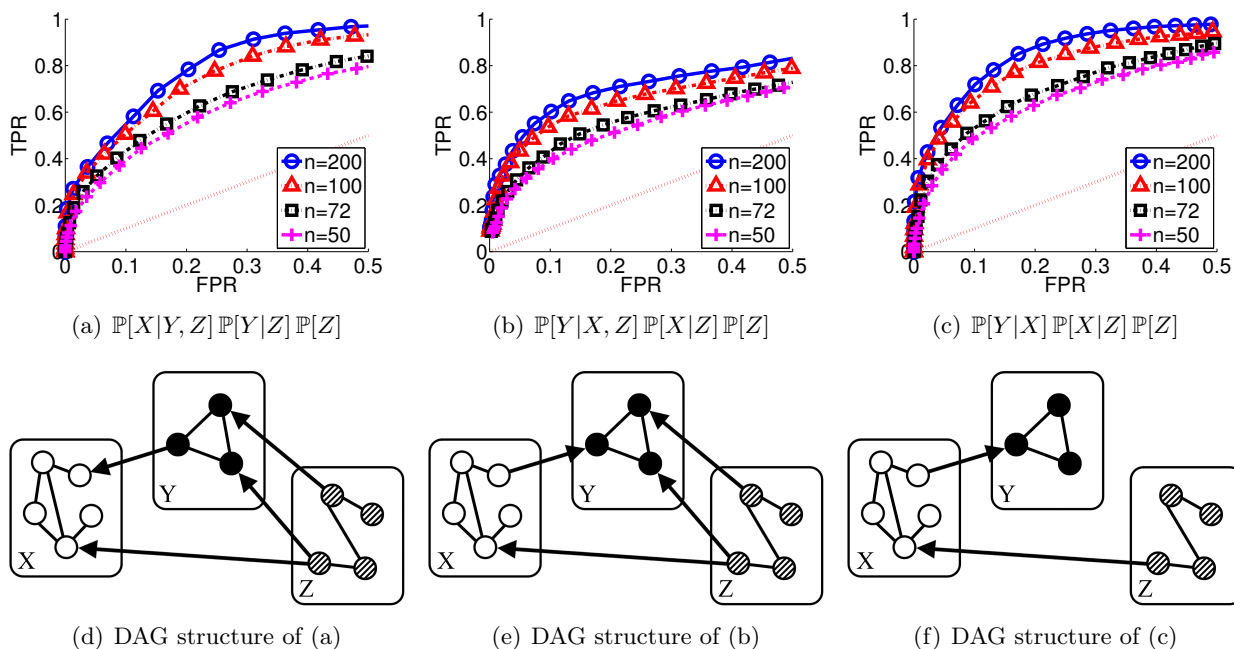 1
0.8
0.6
0.4
0.2
0
TPR
0 0.1 0.2 0.3 0.4 0.5
FPR
n=200
n=100
n=72
n=50
1
0.8
0.6
0.4
0.2
0
TPR
0 0.1 0.2 0.3 0.4 0.5
FPR
n=200
n=100
n=72
n=50
1
0.8
0.6
0.4
0.2
0
TPR
0 0.1 0.2 0.3 0.4 0.5
FPR
n=200
n=100
n=72
n=50
(a) ℙ[X|Y, Z] ℙ[Y|Z] ℙ[Z]
(b) ℙ[Y|X, Z] ℙ[X|Z] ℙ[Z]
(c) ℙ[Y|X] ℙ[X|Z] ℙ[Z]
X
Y
Z
X
Y
Z
X
Y
Z
(d) DAG structure of (a)
(e) DAG structure of (b)
(f) DAG structure of (c)